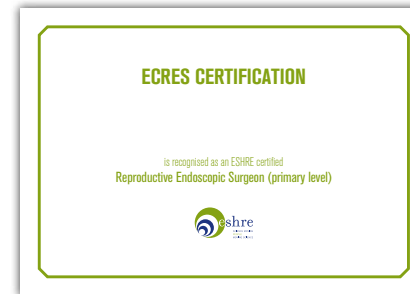 ECRES CERTIFICATION
is recognised as an ESHRE certified
Reproductive Endoscopic Surgeon (primary level)
eshre